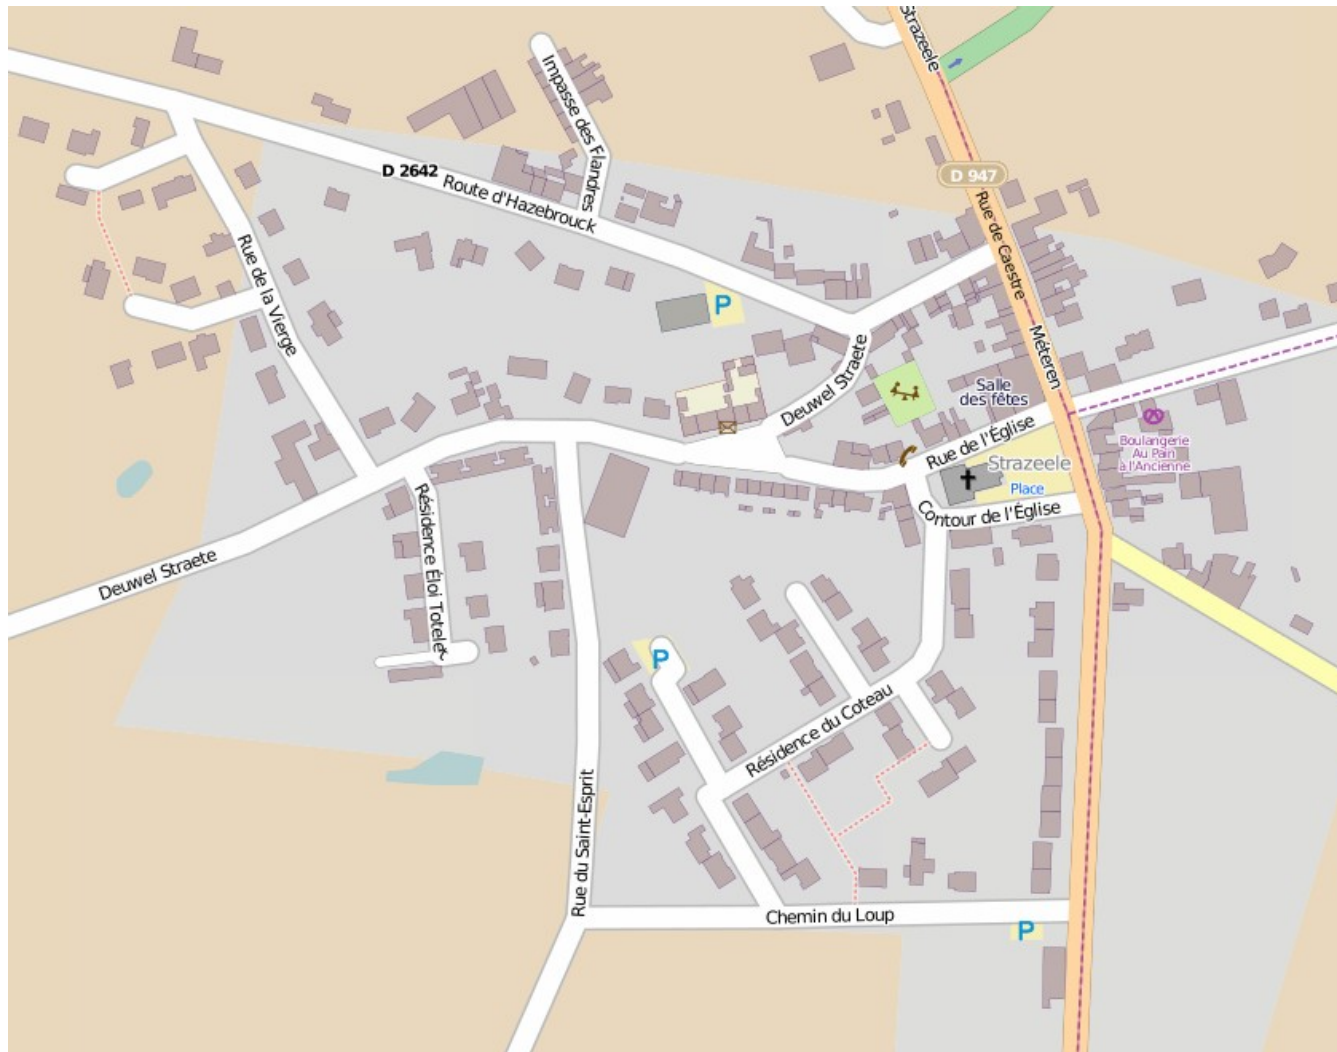 Strazeele
Impasse des Flandres
D 2642
Route d'Hazebrouck
D 947
Rue de Caestre
Rue de la Vierge
P
Méteren
Deuwel Straete
Salle
des fêtes
Rue de l'Église
Boulangerie
Au Pain
à l'Ancienne
Strazeele
Place
Contour de l'Église
Résidence Éloi Totele
Deuwel Straete
P
Résidence du Coteau
Rue du Saint-Esprit
Chemin du Loup
P